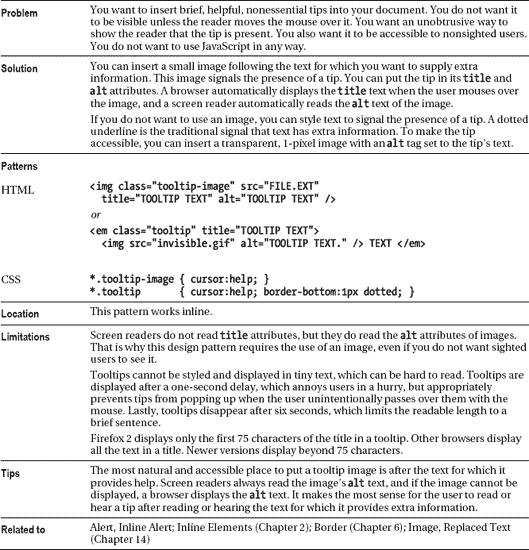 Problem
You want to insert brief, helpful, nonessential tips into your document. You do not want it
to be visible unless the reader moves the mouse over it. You want an unobtrusive way to
show the reader that the tip is present. You also want it to be accessible to nonsighted users.
You do not want to use JavaScript in any way.
Solution
You can insert a small image following the text for which you want to supply extra
information. This image signals the presence of a tip. You can put the tip in its title and
alt attributes. A browser automatically displays the title text when the user mouses over
the image, and a screen reader automatically reads the alt text of the image.
If you do not want to use an image, you can style text to signal the presence of a tip. A dotted
underline is the traditional signal that text has extra information. To make the tip
accessible, you can insert a transparent, 1-pixel image with an alt tag set to the tip's text.
Patterns
HTML
<img class="tooltip-image" src="FILE.EXT"
title="TOOLTIP TEXT" alt="TOOLTIP TEXT" />
or
<em class="tooltip" title="TOOLTIP TEXT">
<img src="invisible.gif" alt="TOOLTIP TEXT." /> TEXT </em>
CSS
*.tooltip-image { cursor:help; }
*.tooltip { cursor:help; border-bottom:1px dotted; }
Location
This pattern works inline.
Limitations
Screen readers do not read title attributes, but they do read the alt attributes of images.
That is why this design pattern requires the use of an image, even if you do not want sighted
users to see it.
Tooltips cannot be styled and displayed in tiny text, which can be hard to read. Tooltips
are displayed after a one-second delay, which annoys users in a hurry, but appropriately
prevents tips from popping up when the user unintentionally passes over them with the
mouse. Lastly, tooltips disappear after six seconds, which limits the readable length to a
brief sentence.
Firefox 2 displays only the first 75 characters of the title in a tooltip. Other browsers display
all the text in a title. Newer versions display beyond 75 characters.
Tips
The most natural and accessible place to put a tooltip image is after the text for which it
provides help. Screen readers always read the image's alt text, and if the image cannot be
displayed, a browser displays the alt text. It makes the most sense for the user to read or
hear a tip after reading or hearing the text for which it provides extra information.
Related to
Alert, Inline Alert; Inline Elements (Chapter 2); Border (Chapter 6); Image, Replaced Text
(Chapter 14)